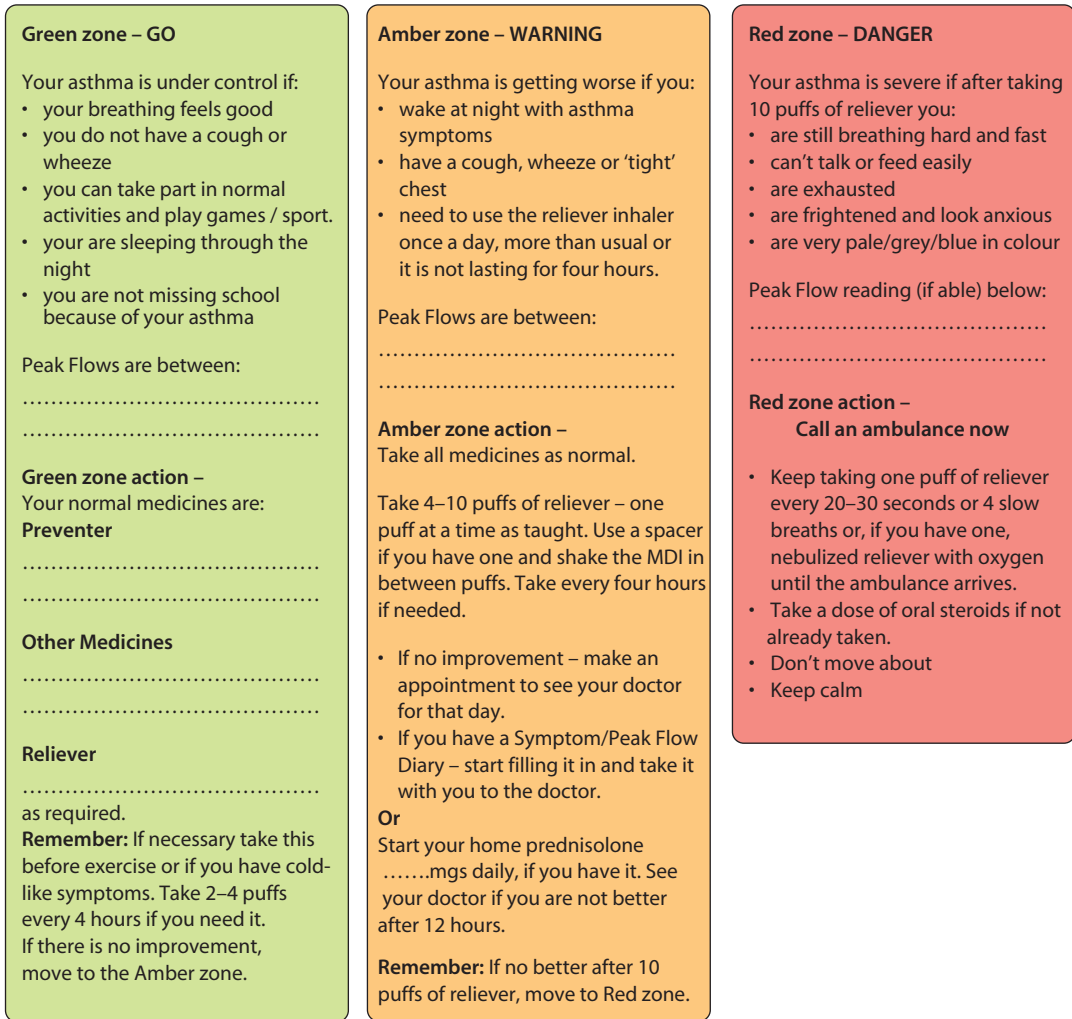 Green zone – GO
Your asthma is under control if:
• your breathing feels good
• you do not have a cough or
wheeze
• you can take part in normal
activities and play games / sport.
• your are sleeping through the
night
• you are not missing school
because of your asthma
Peak Flows are between:
……………………………………
……………………………………
Green zone action –
Your normal medicines are:
Preventer
……………………………………
……………………………………
Other Medicines
……………………………………
……………………………………
Reliever
……………………………………
as required.
Remember: If necessary take this
before exercise or if you have cold-
like symptoms. Take 2–4 puffs
every 4 hours if you need it.
If there is no improvement,
move to the Amber zone.
Amber zone – WARNING
Your asthma is getting worse if you:
• wake at night with asthma
symptoms
• have a cough, wheeze or ‘tight’
chest
• need to use the reliever inhaler
once a day, more than usual or
it is not lasting for four hours.
Peak Flows are between:
……………………………………
……………………………………
Amber zone action –
Take all medicines as normal.
Take 4–10 puffs of reliever – one
puff at a time as taught. Use a spacer
if you have one and shake the MDI in
between puffs. Take every four hours
if needed.
• If no improvement – make an
appointment to see your doctor
for that day.
• If you have a Symptom/Peak Flow
Diary – start filling it in and take it
with you to the doctor.
Or
Start your home prednisolone
…….mgs daily, if you have it. See
your doctor if you are not better
after 12 hours.
Remember: If no better after 10
puffs of reliever, move to Red zone.
Red zone – DANGER
Your asthma is severe if after taking
10 puffs of reliever you:
• are still breathing hard and fast
• can’t talk or feed easily
• are exhausted
• are frightened and look anxious
• are very pale/grey/blue in colour
Peak Flow reading (if able) below:
……………………………………
……………………………………
Red zone action –
Call an ambulance now
• Keep taking one puff of reliever
every 20–30 seconds or 4 slow
breaths or, if you have one,
nebulized reliever with oxygen
until the ambulance arrives.
• Take a dose of oral steroids if not
already taken.
• Don’t move about
• Keep calm